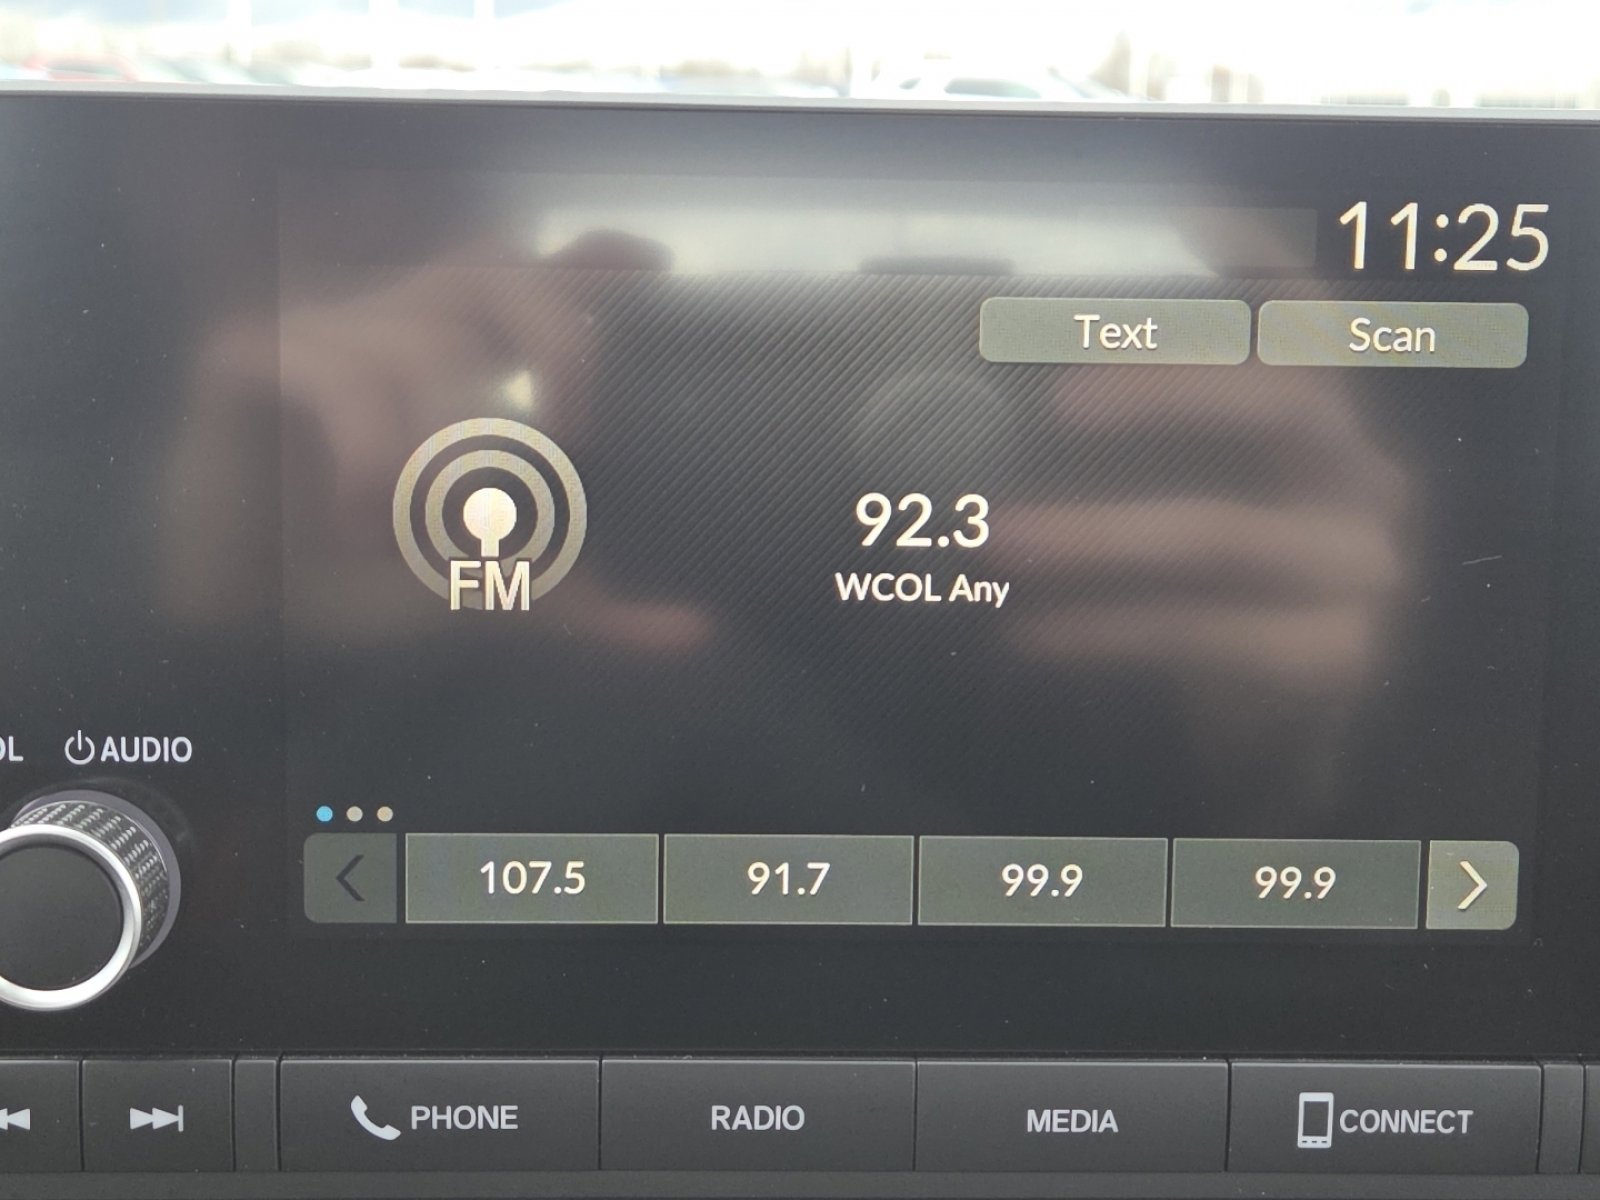 11:25
Text Scan
92.3
FM
WCOL Any
OL AUDIO
107.5 91.7 99.9 99.9
PHONE RADIO MEDIA CONNECT